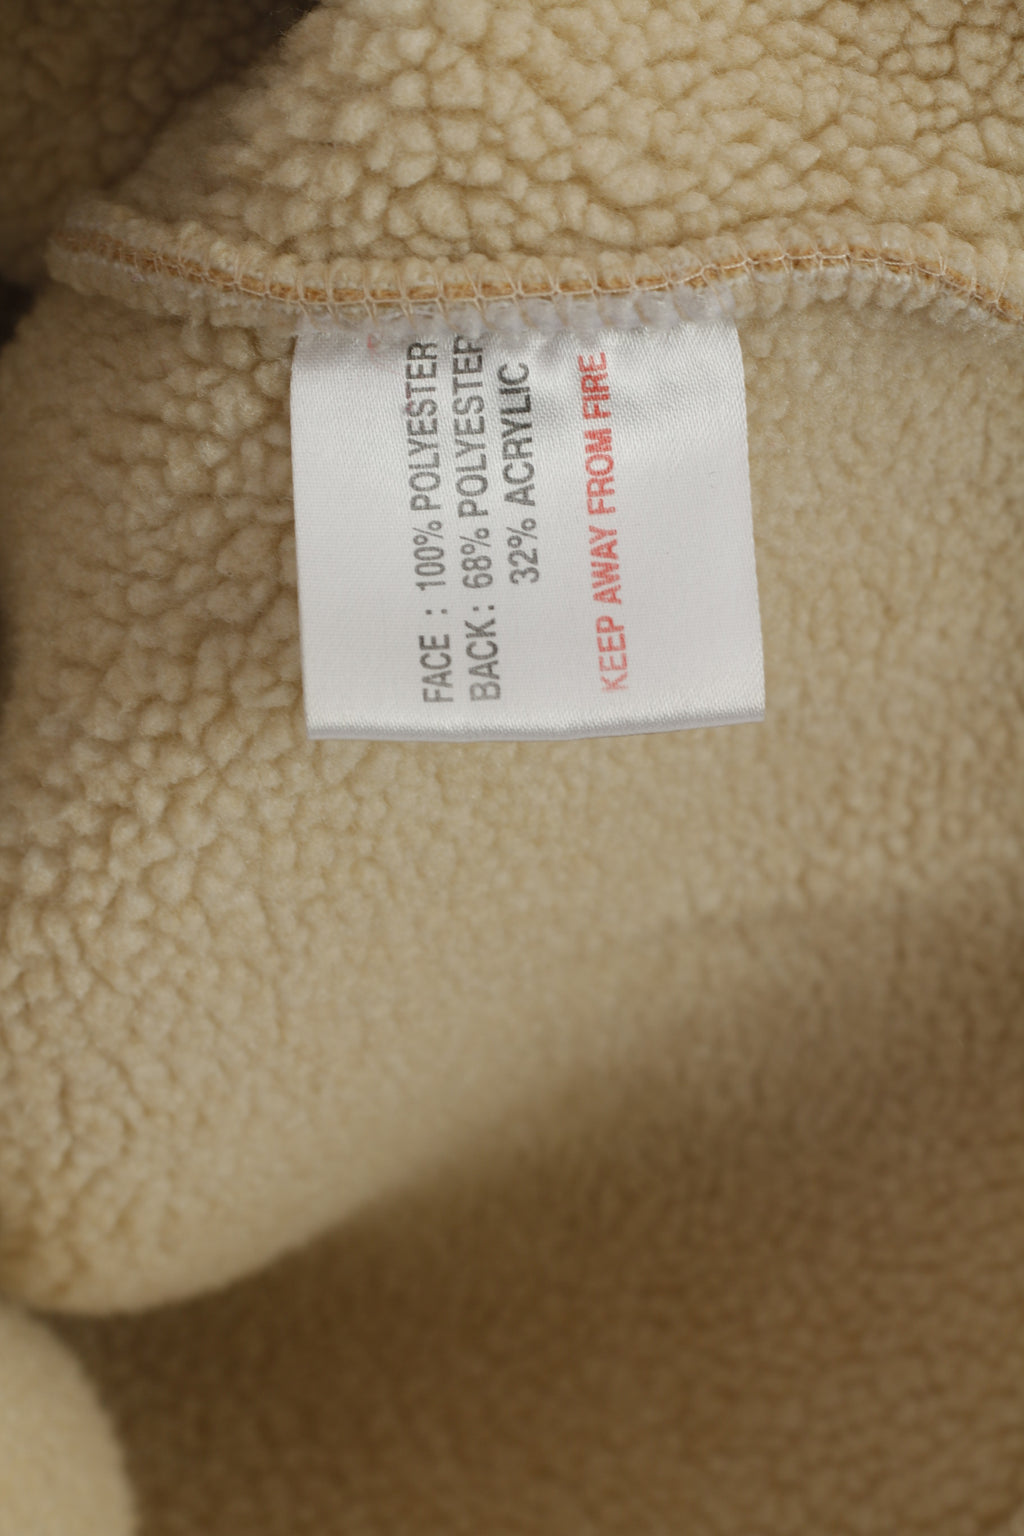 FACE : 100% POLYESTER
BACK : 68% POLYESTER
32% ACRYLIC
KEEP AWAY FROM FIRE